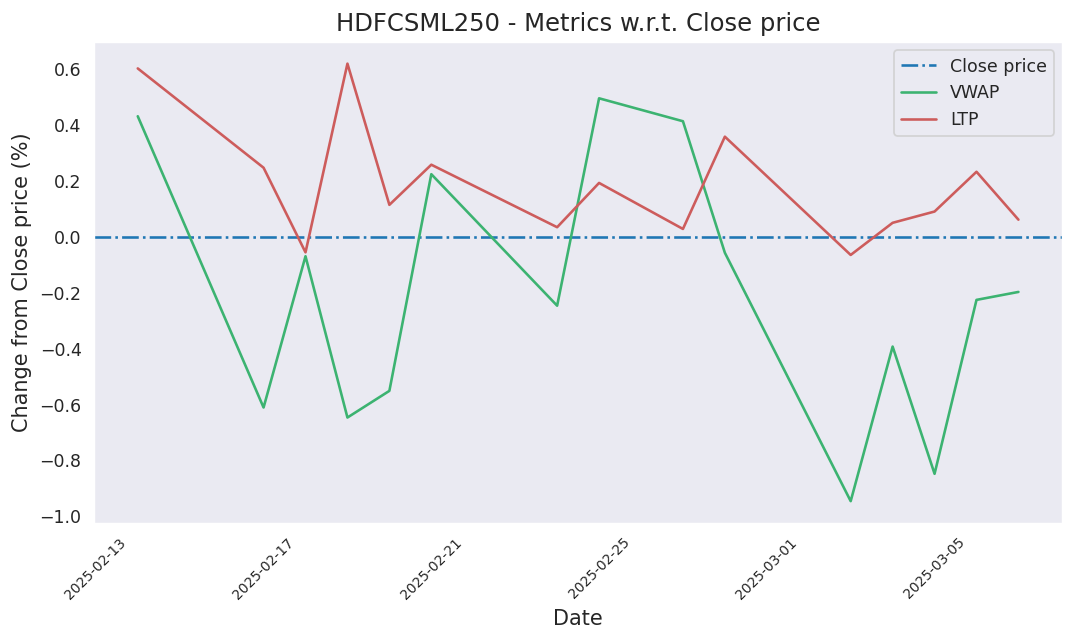 HDFCSML250 - Metrics w.r.t. Close price
Close price
VWAP
LTP
Change from Close price (%)
0.6
0.4
0.2
0.0
−0.2
−0.4
−0.6
−0.8
−1.0
2025-02-13
2025-02-17
2025-02-21
2025-02-25
2025-03-01
2025-03-05
Date